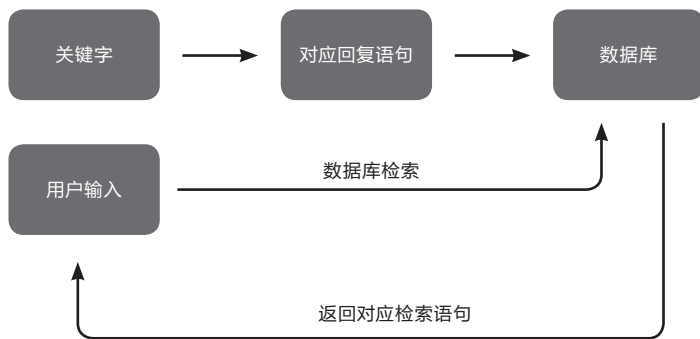 关键字
对应回复语句
数据库
用户输入
数据库检索
返回对应检索语句